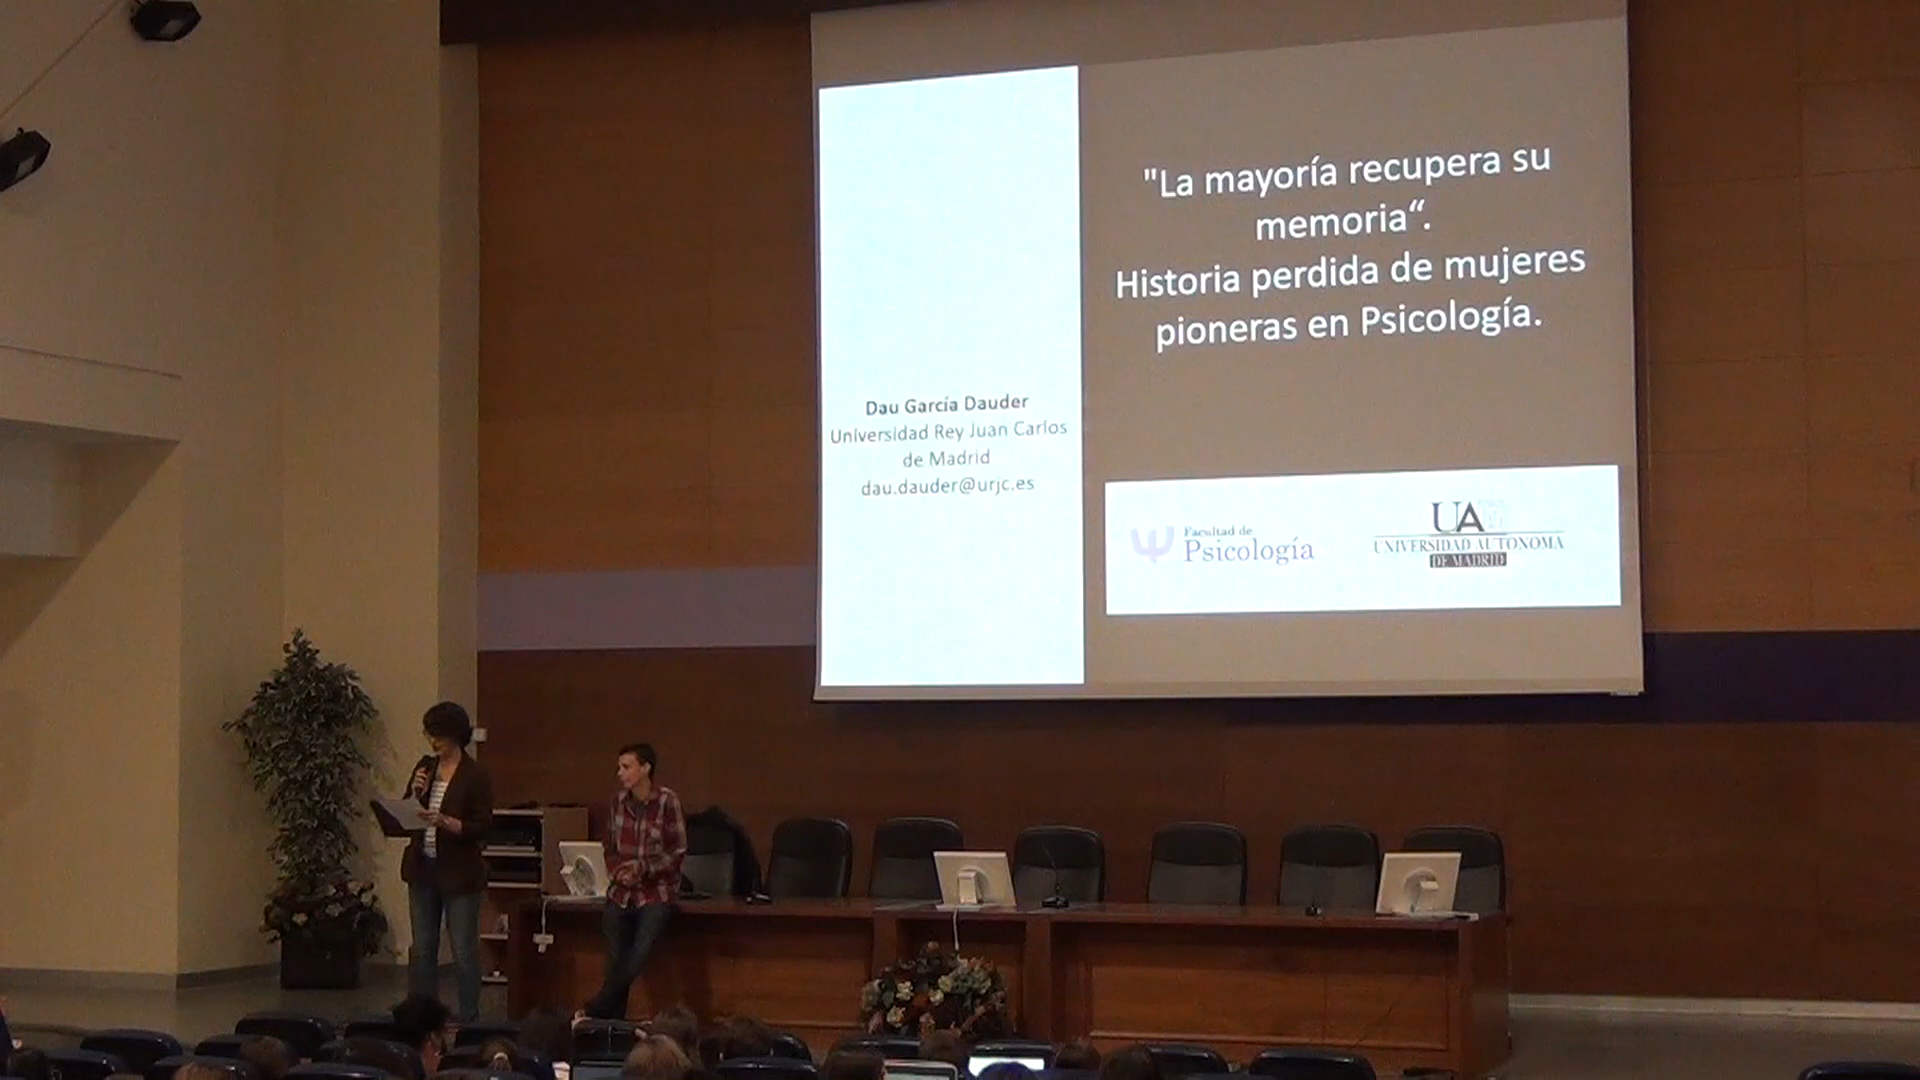 "La mayoría recupera su
memoria“.
Historia perdida de mujeres
pioneras en Psicología.
Dau García Dauder
Universidad Rey Juan Carlos
de Madrid
dau.dauder@urjc.es
Facultad de
Psicología
UA
UNIVERSIDAD AUTONOMA
DE MADRID